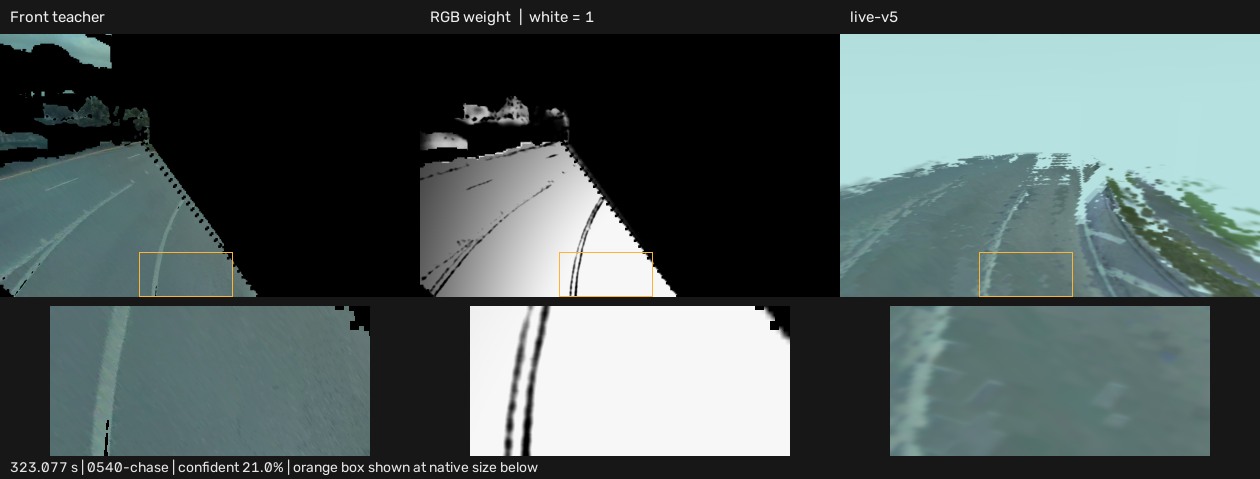 Front teacher
RGB weight | white = 1
live-v5
323.077 s | 0540-chase | confident 21.0% | orange box shown at native size below